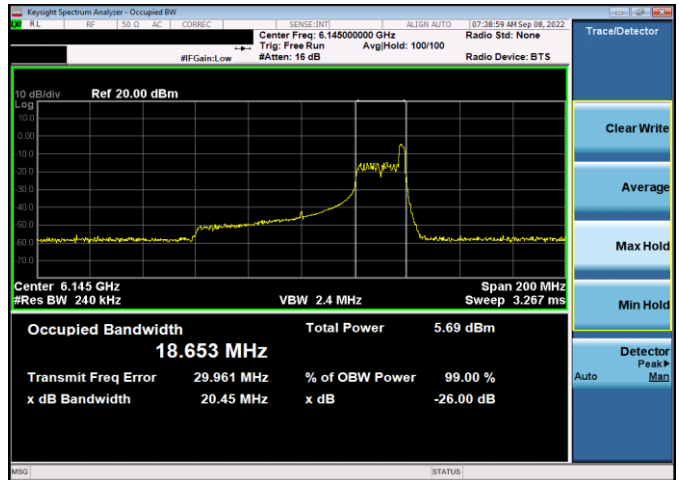 Keysight Spectrum Analyzer - Occupied BW
RL RF 50 Ω AC CORREC SENSE:INT ALIGN AUTO 07:38:59 AM Sep 08, 2022
Center Freq: 6.145000000 GHz Radio Std: None
Trig: Free Run Avg|Hold: 100/100
#IFGain:Low #Atten: 16 dB Radio Device: BTS
Trace/Detector
10 dB/div Ref 20.00 dBm
Log
10.0
0.00
-10.0
-20.0
-30.0
-40.0
-50.0
-60.0
-70.0
Center 6.145 GHz Span 200 MHz
#Res BW 240 kHz VBW 2.4 MHz Sweep 3.267 ms
Occupied Bandwidth Total Power 5.69 dBm
18.653 MHz
Transmit Freq Error 29.961 MHz % of OBW Power 99.00 %
x dB Bandwidth 20.45 MHz x dB -26.00 dB
Clear Write
Average
Max Hold
Min Hold
Detector
Peak▶
Auto Man
MSG STATUS